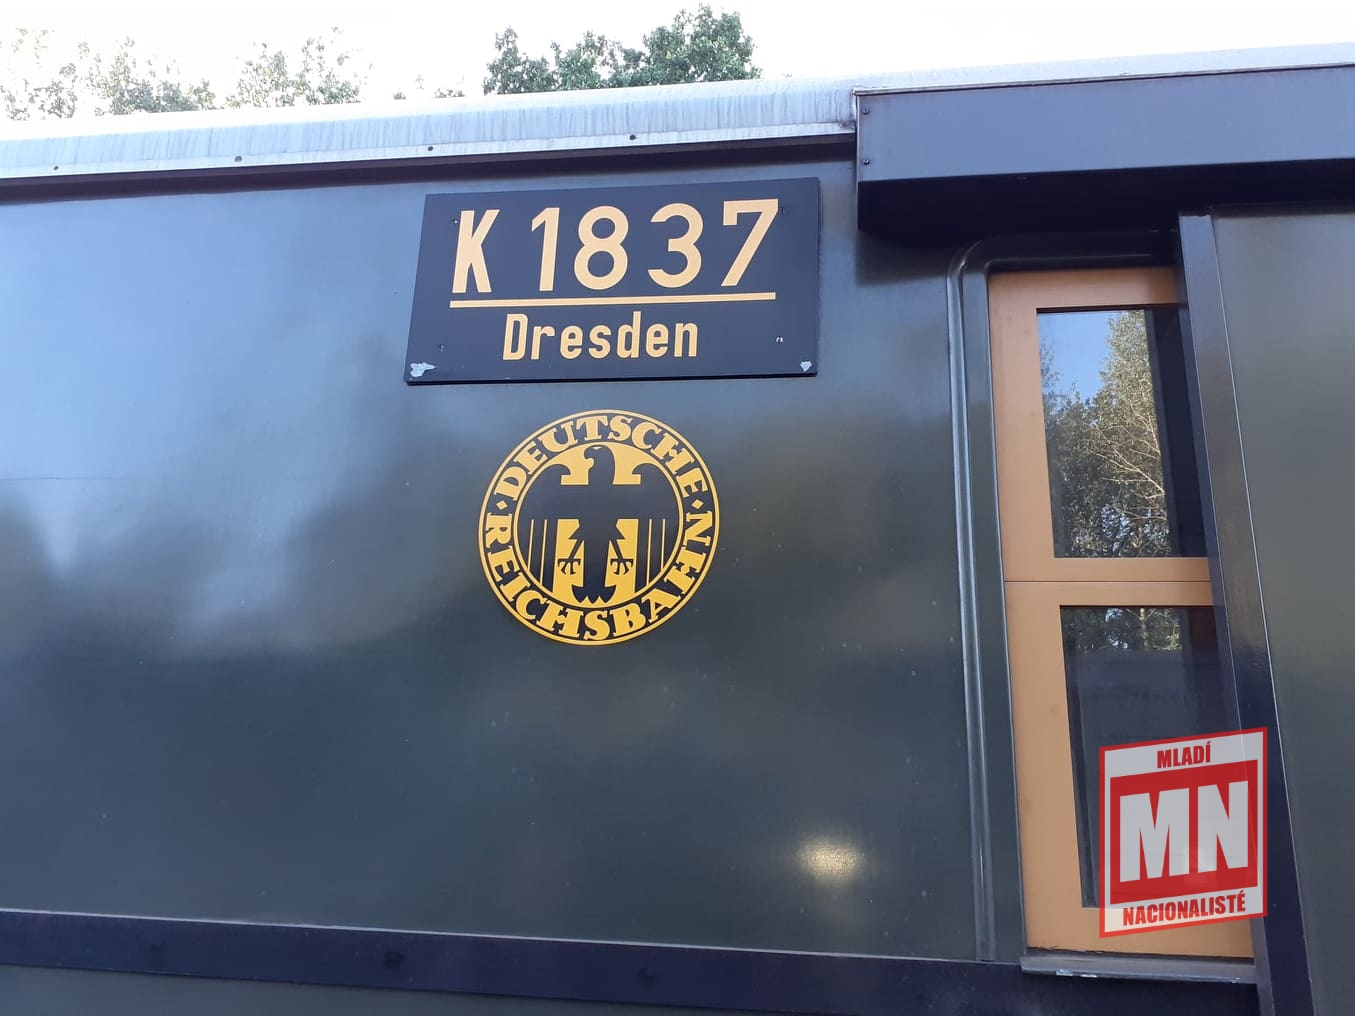 K 1837
Dresden
DEUTSCHE
REICHSBAHN
MLADÍ
MN
NACIONALISTÉ